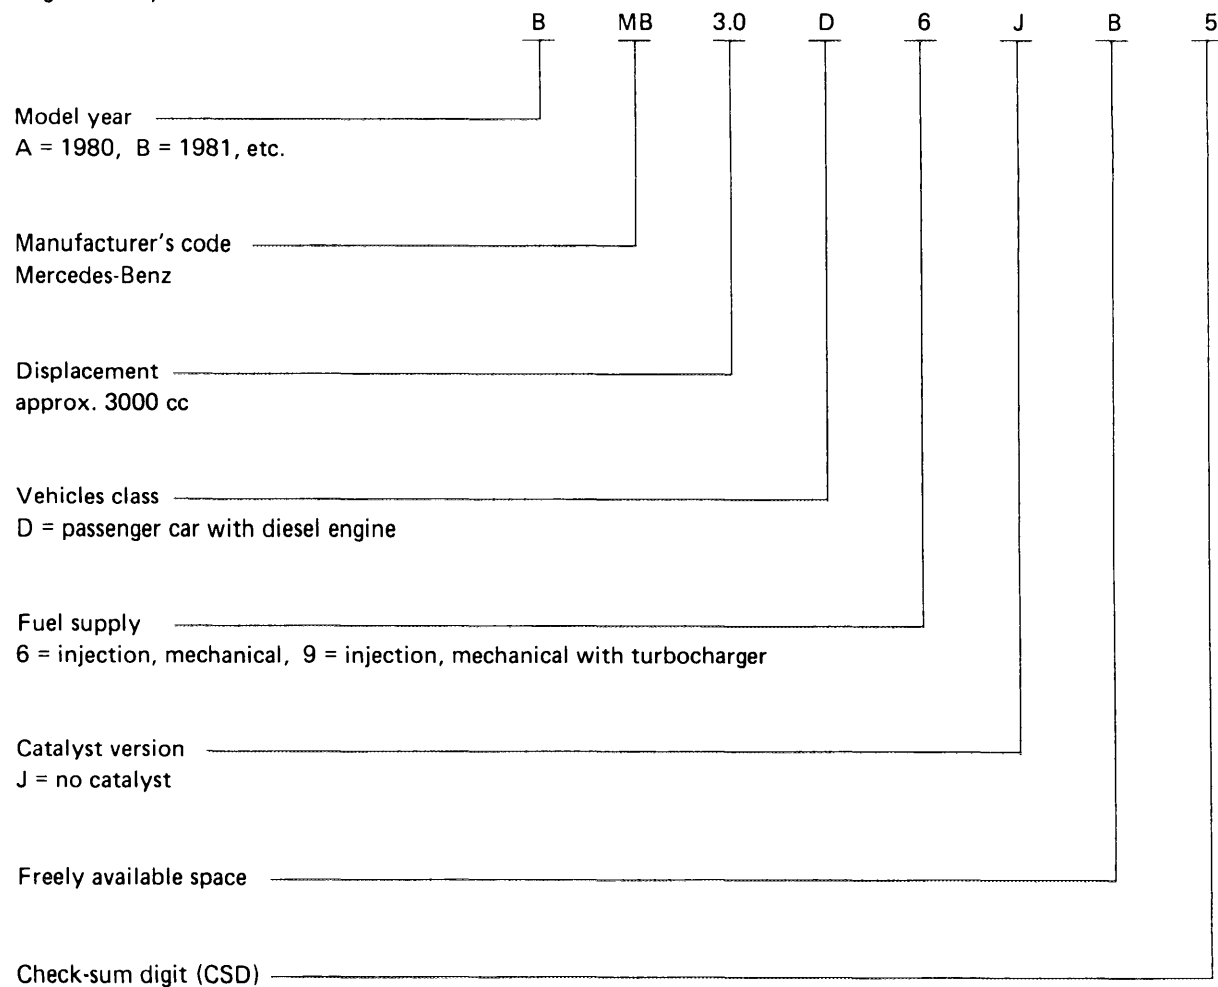 B MB 3.0 D 6 J B 5
Model year
A = 1980, B = 1981, etc.
Manufacturer's code
Mercedes-Benz
Displacement
approx. 3000 cc
Vehicles class
D = passenger car with diesel engine
Fuel supply
6 = injection, mechanical, 9 = injection, mechanical with turbocharger
Catalyst version
J = no catalyst
Freely available space
Check-sum digit (CSD)